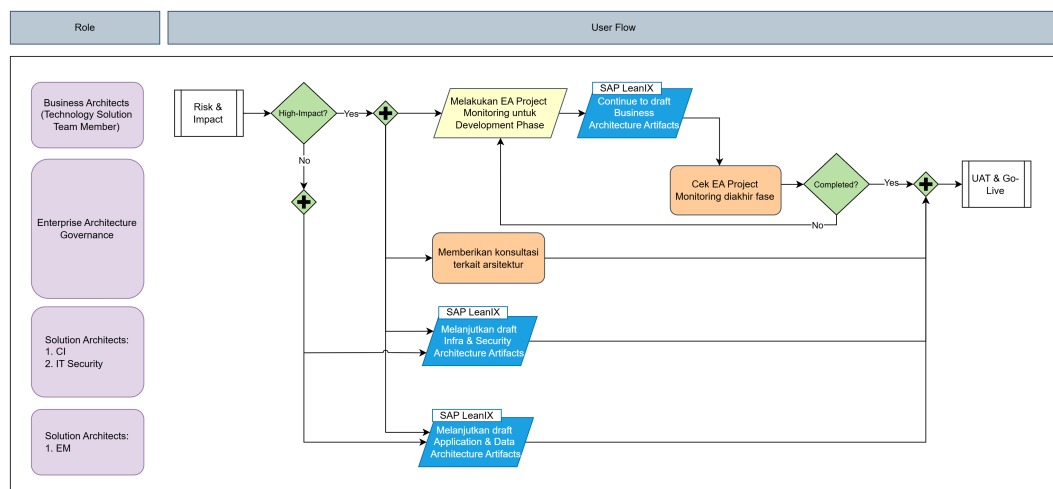 Role
User Flow
Business Architects
(Technology Solution
Team Member)
Risk &
Impact
High-Impact?
Yes
No
Melakukan EA Project
Monitoring untuk
Development Phase
SAP LeanIX
Continue to draft
Business
Architecture Artifacts
Enterprise Architecture
Governance
Cek EA Project
Monitoring diakhir fase
Completed?
Yes
No
UAT & Go-
Live
Memberikan konsultasi
terkait arsitektur
Solution Architects:
1. CI
2. IT Security
SAP LeanIX
Melanjutkan draft
Infra & Security
Architecture Artifacts
Solution Architects:
1. EM
SAP LeanIX
Melanjutkan draft
Application & Data
Architecture Artifacts